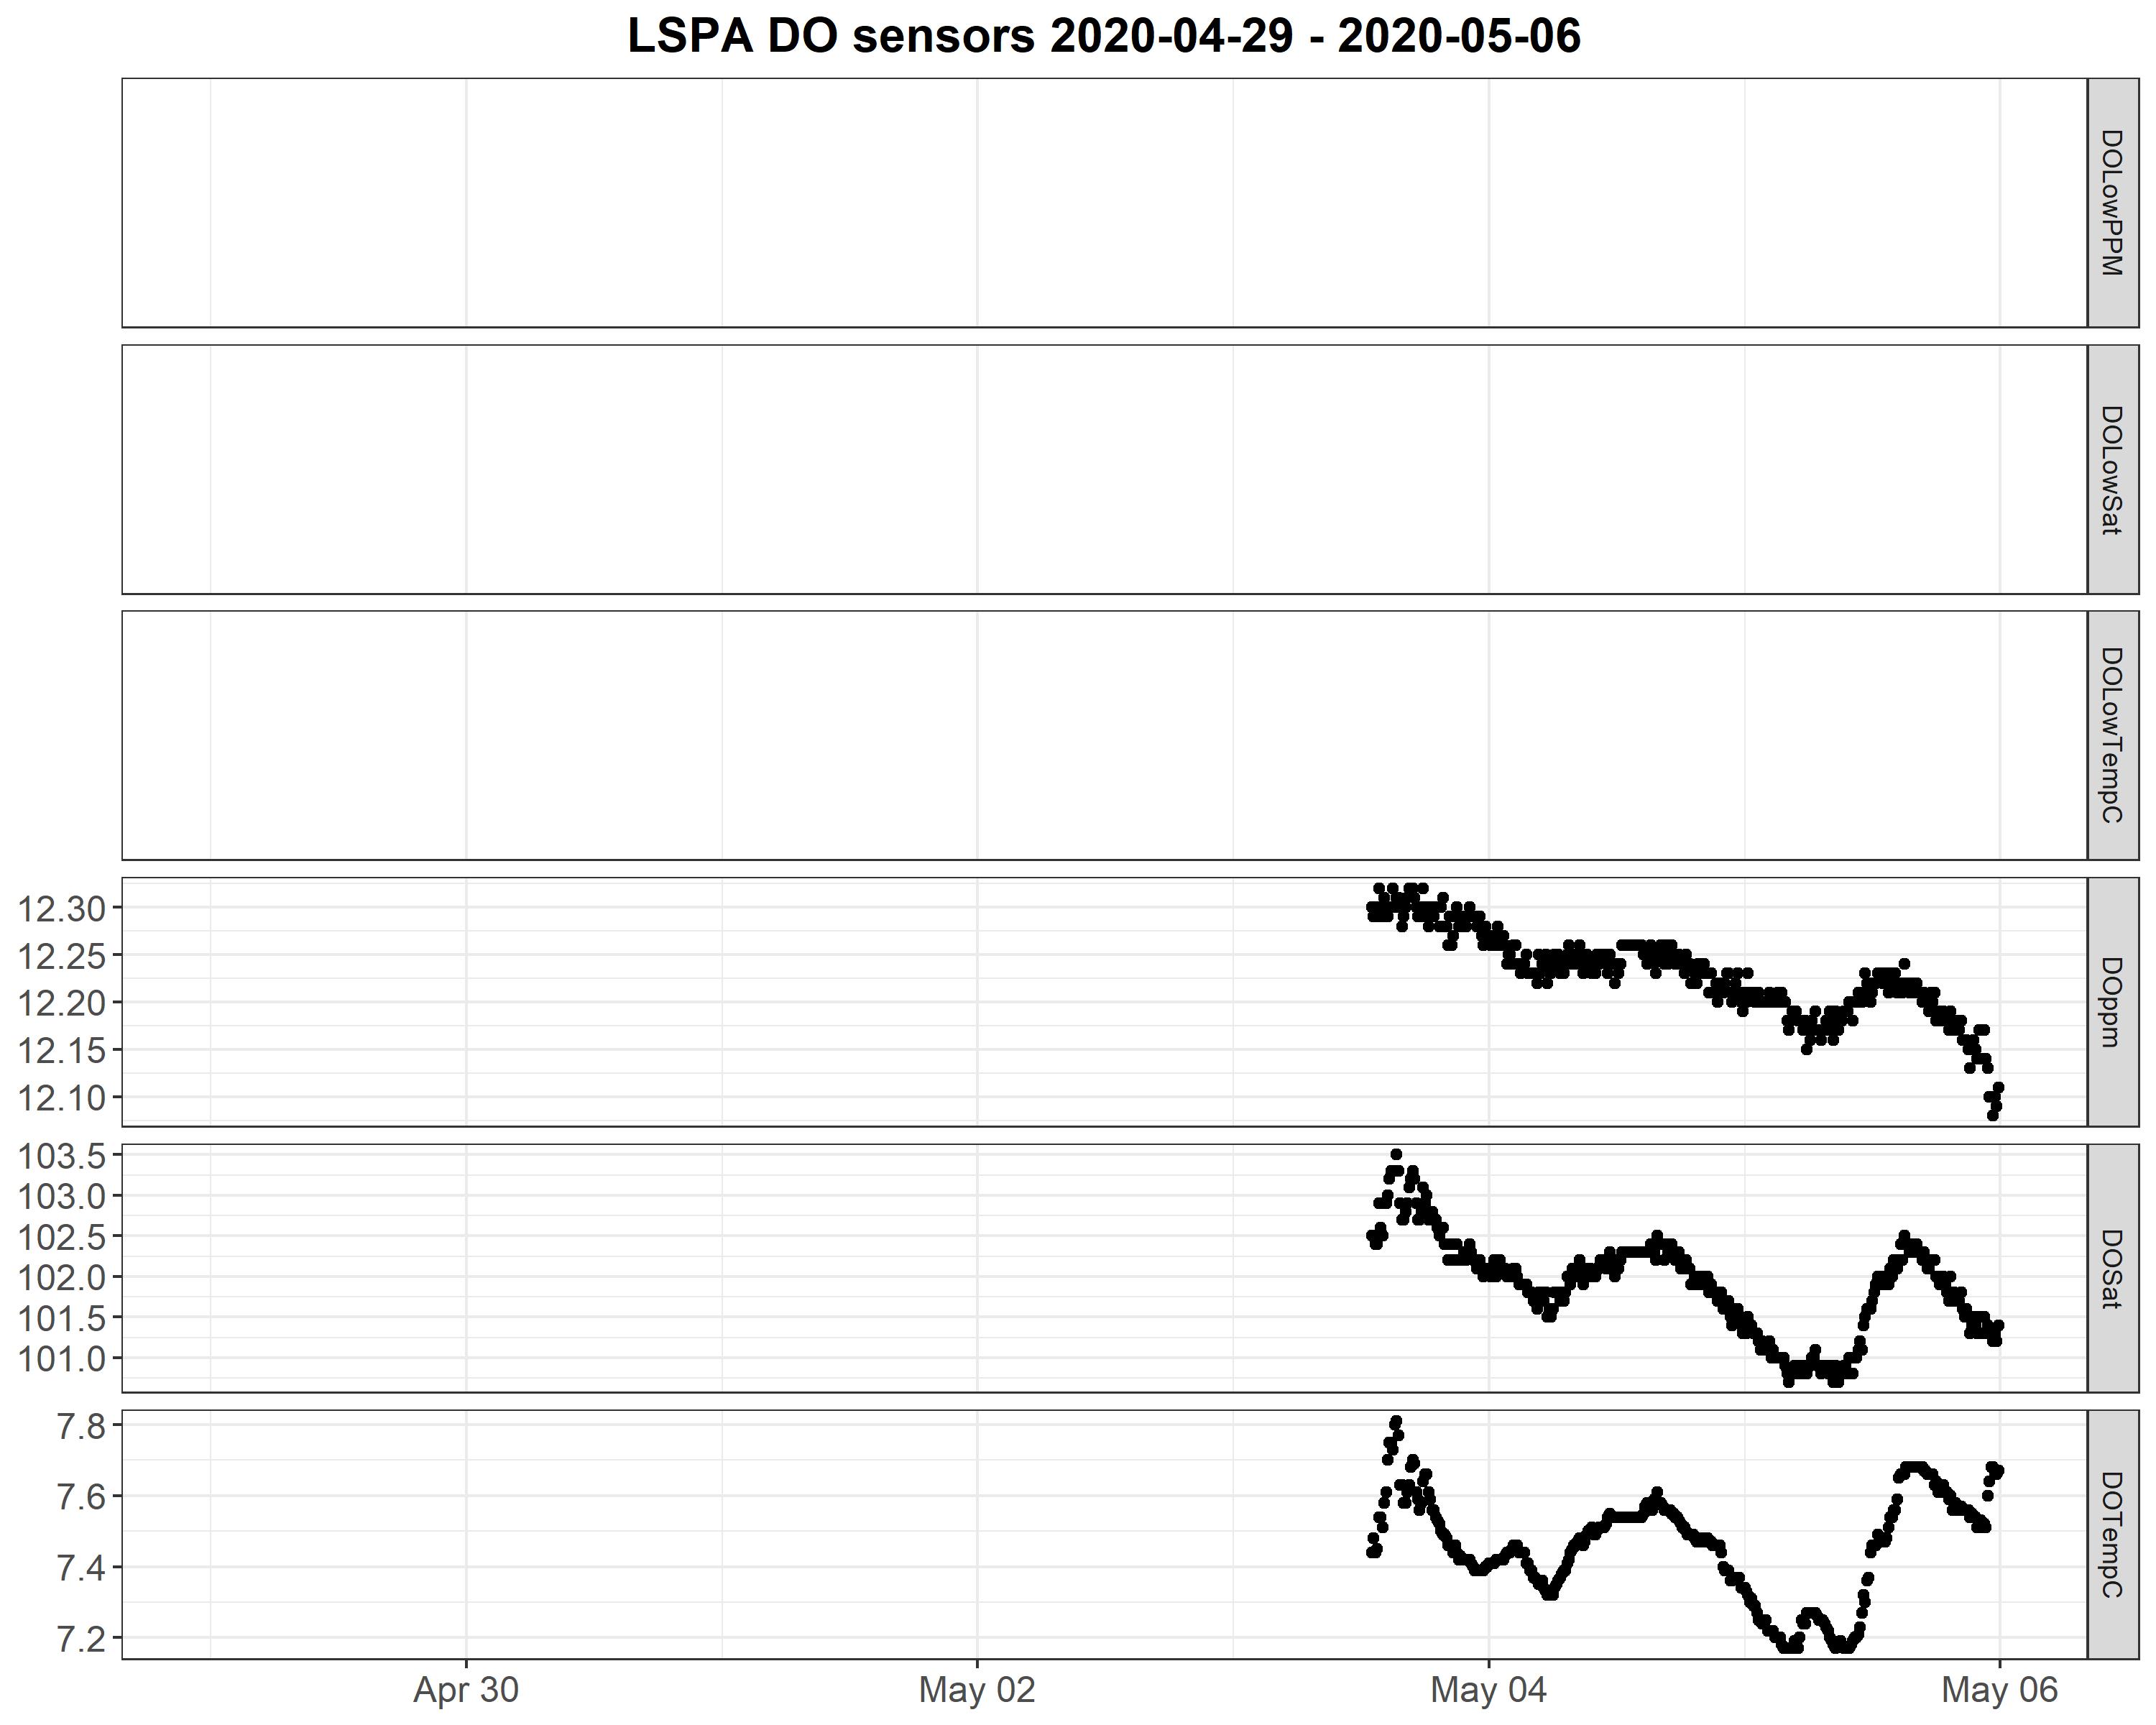 LSPA DO sensors 2020-04-29 - 2020-05-06
DOLowPPM
DOLowSat
DOLowTempC
12.30
12.25
12.20
12.15
12.10
DOppm
103.5
103.0
102.5
102.0
101.5
101.0
DOSat
7.8
7.6
7.4
7.2
DOTempC
Apr 30 May 02 May 04 May 06